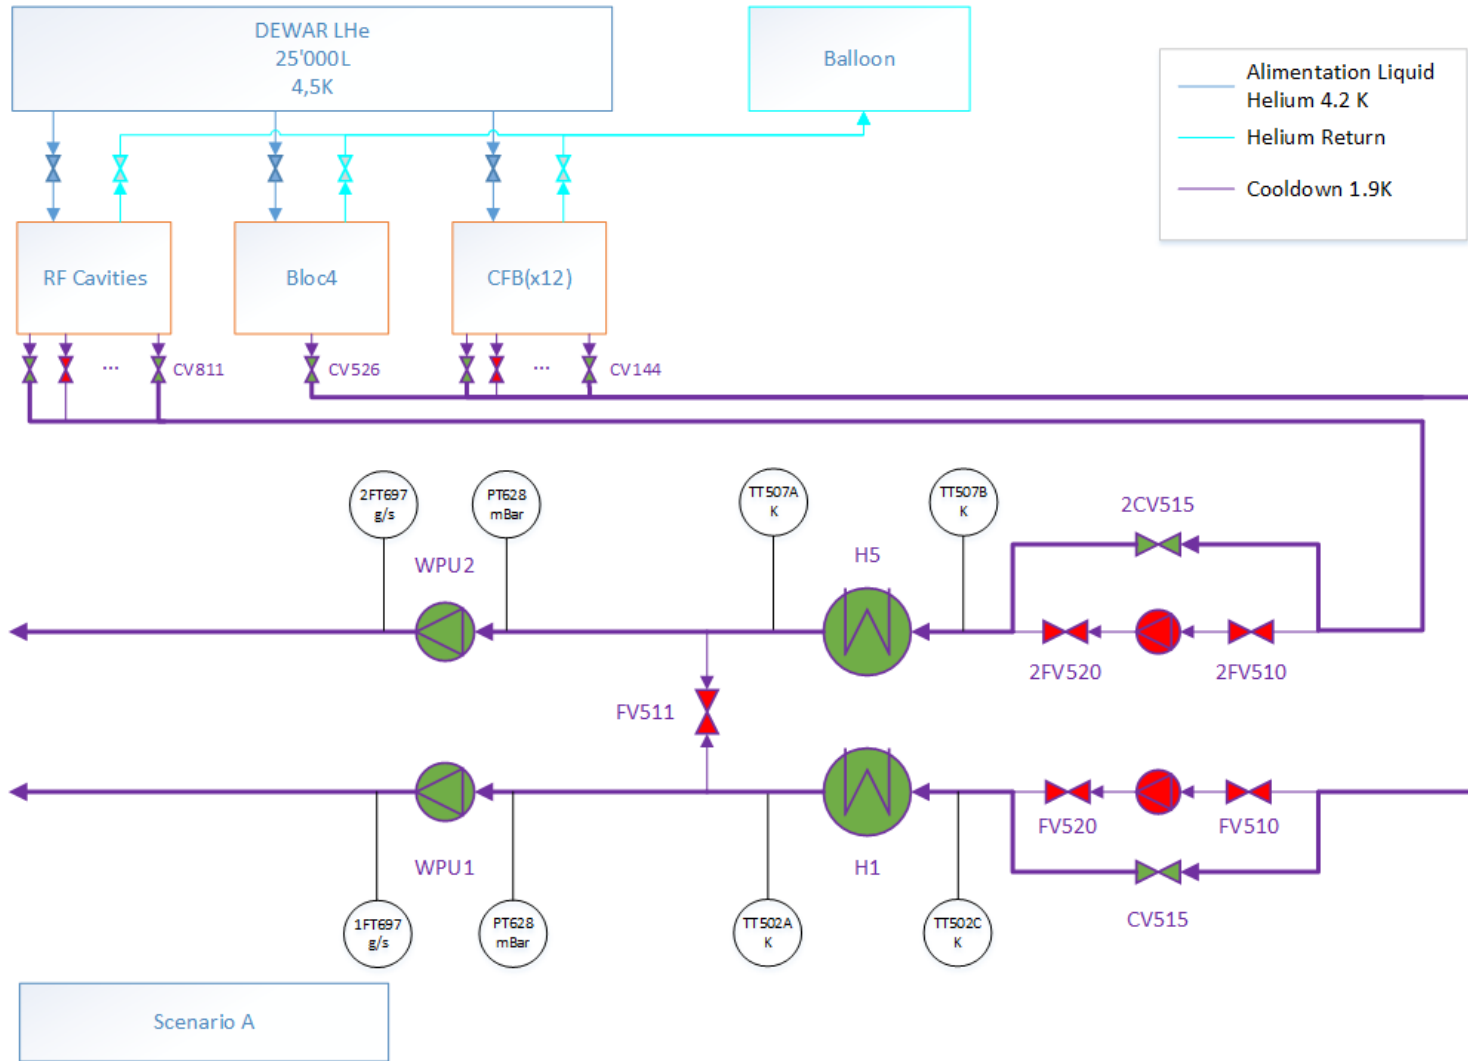 DEWAR LHe
25'000L
4,5K
Balloon
Alimentation Liquid
Helium 4.2 K
Helium Return
Cooldown 1.9K
RF Cavities
Bloc4
CFB(x12)
...
CV811
CV526
...
CV144
2FT697
g/s
PT628
mBar
TT507A
K
TT507B
K
2CV515
WPU2
H5
2FV520
2FV510
FV511
WPU1
H1
FV520
FV510
CV515
1FT697
g/s
PT628
mBar
TT502A
K
TT502C
K
Scenario A